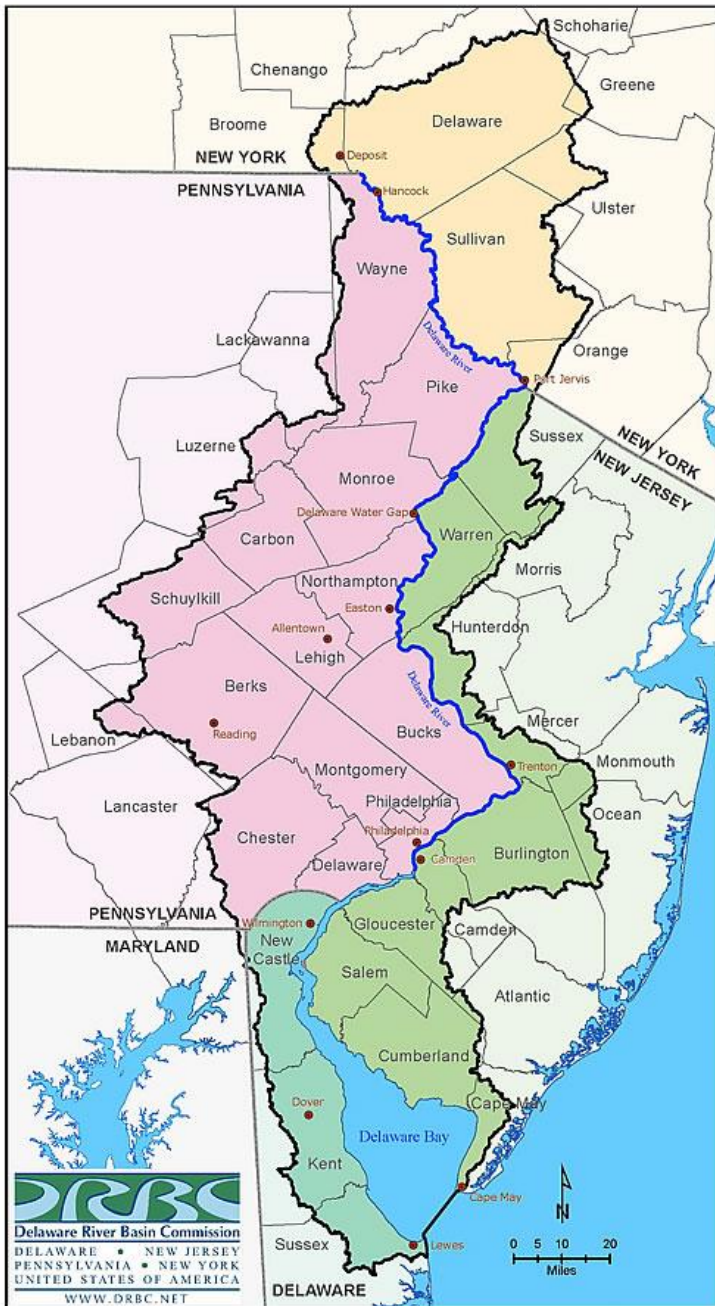 Schoharie
Chenango
Greene
Delaware
Broome
Deposit
NEW YORK
PENNSYLVANIA
Hancock
Ulster
Sullivan
Wayne
Delaware River
Lackawanna
Orange
Port Jervis
Pike
Sussex
NEW YORK
NEW JERSEY
Luzerne
Monroe
Delaware Water Gap
Warren
Carbon
Morris
Northampton
Schuylkill
Easton
Hunterdon
Allentown
Lehigh
Delaware River
Berks
Mercer
Reading
Bucks
Lebanon
Monmouth
Trenton
Montgomery
Lancaster
Philadelphia
Ocean
Chester
Philadelphia
Burlington
Camden
Delaware
PENNSYLVANIA
Wilmington
Gloucester
Camden
MARYLAND
New
Castle
Salem
Atlantic
Cumberland
Cape May
Dover
Delaware Bay
Kent
Cape May
N
DRBC
Delaware River Basin Commission
Sussex
Lewes
0 5 10 20
Miles
DELAWARE • NEW JERSEY
PENNSYLVANIA • NEW YORK
UNITED STATES OF AMERICA
DELAWARE
WWW.DRBC.NET